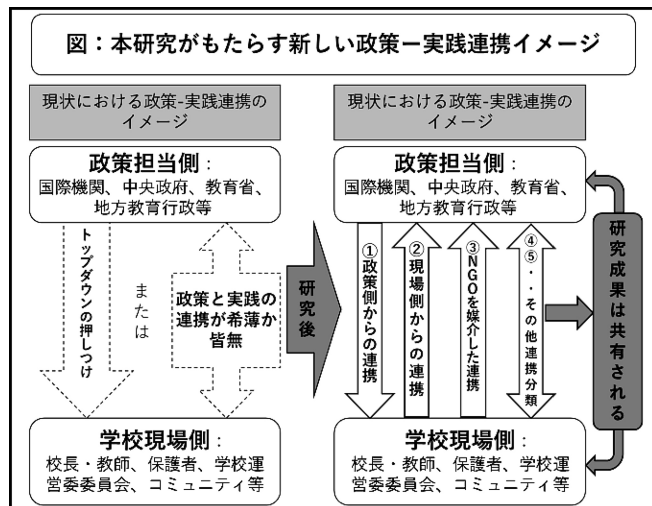 図：本研究がもたらす新しい政策ー実践連携イメージ
現状における政策-実践連携の
イメージ
政策担当側：
国際機関、中央政府、教育省、
地方教育行政等
トップダウンの押しつけ
または
政策と実践の
連携が希薄か
皆無
学校現場側：
校長・教師、保護者、学校運
営委委員会、コミュニティ等
研究後
現状における政策-実践連携の
イメージ
政策担当側：
国際機関、中央政府、教育省、
地方教育行政等
①政策側からの連携
②現場側からの連携
③NGOを媒介した連携
④⑤・・その他連携分類
学校現場側：
校長・教師、保護者、学校運
営委委員会、コミュニティ等
研究成果は共有される